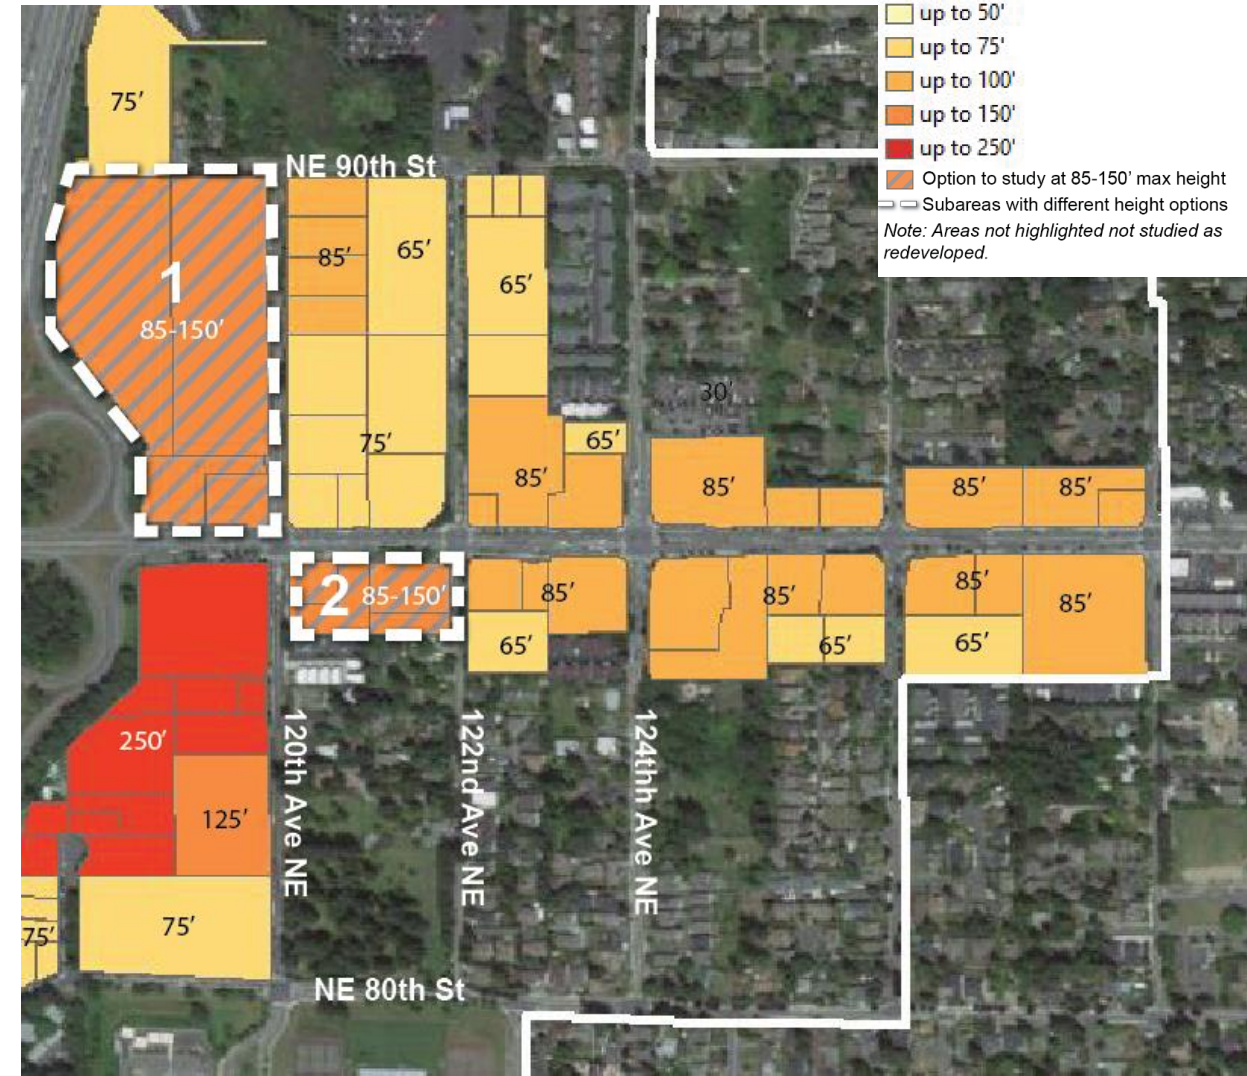 up to 50'
up to 75'
up to 100'
up to 150'
up to 250'
Option to study at 85-150' max height
Subareas with different height options
Note: Areas not highlighted not studied as
redeveloped.
75’
NE 90th St
1
85-150’
85’
65’
65’
75’
30’
65’
85’
85’
85’
85’
2
85-150’
85’
65’
85’
65’
85’
85’
65’
250’
125’
75’
75’
120th Ave NE
122nd Ave NE
124thh Ave NE
NE 80th St